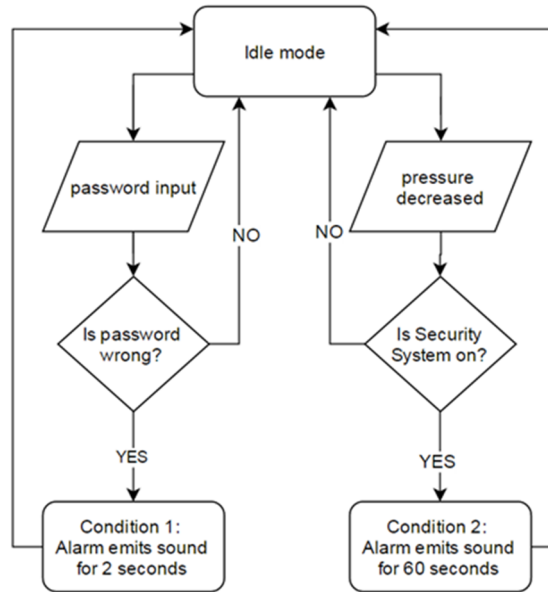 Idle mode
password input
pressure
decreased
NO
NO
Is password
wrong?
Is Security
System on?
YES
YES
Condition 1:
Alarm emits sound
for 2 seconds
Condition 2:
Alarm emits sound
for 60 seconds